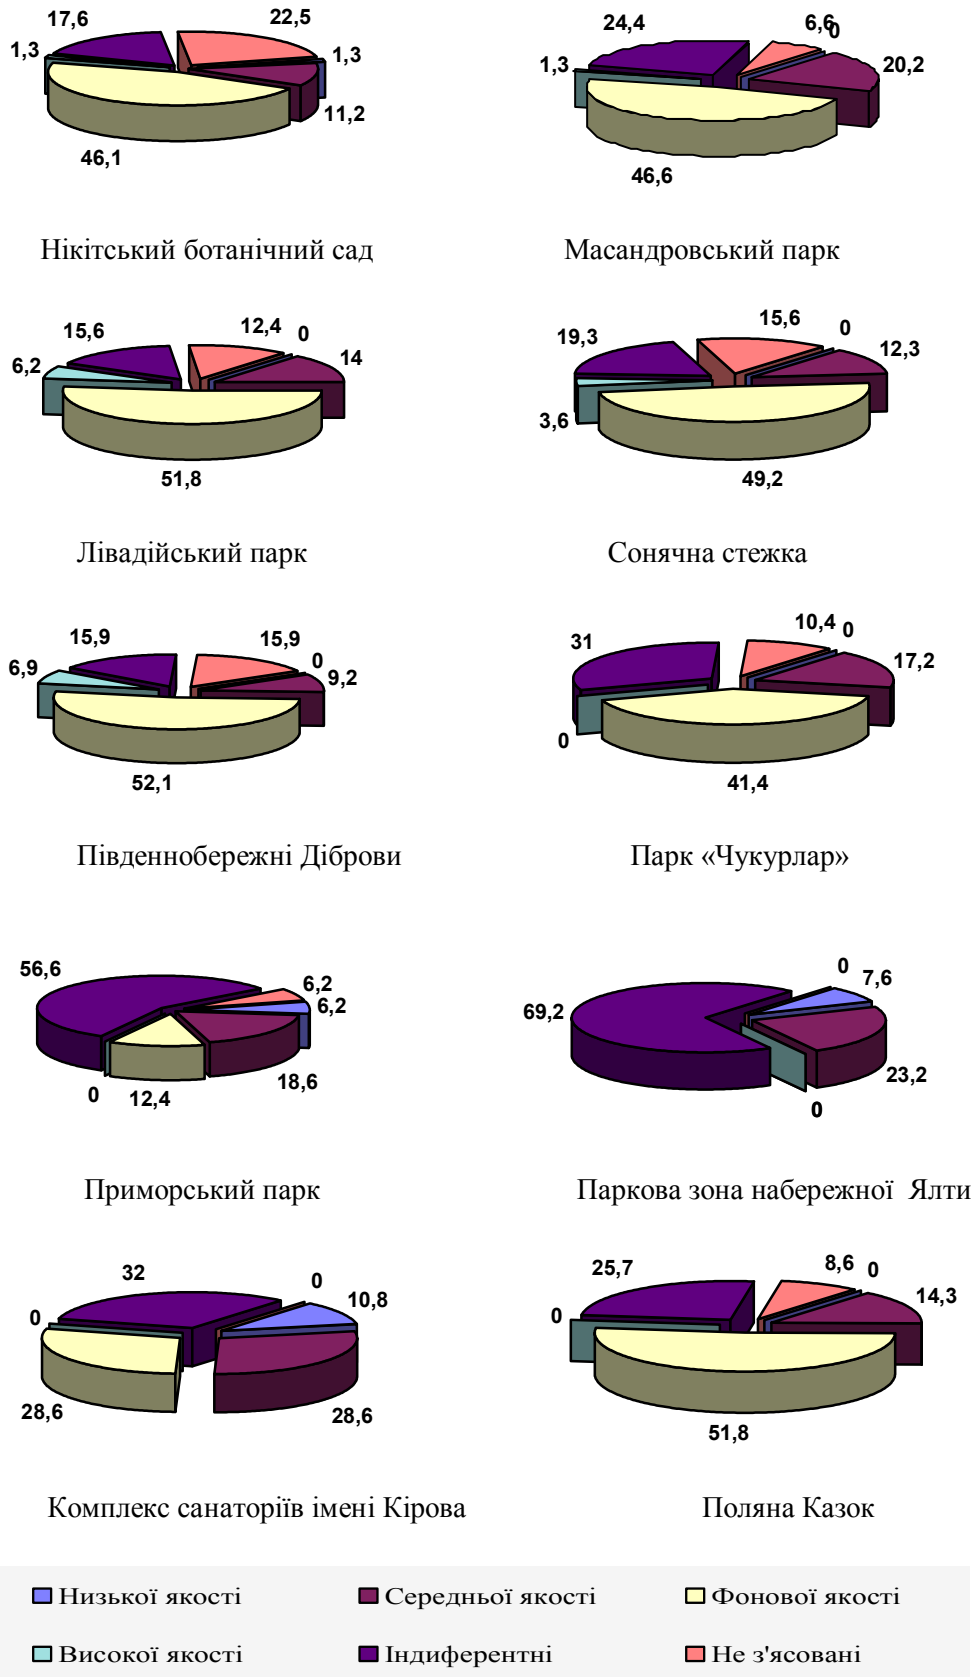 17,6 22,5 24,4 6,6 0
1,3 1,3 1,3 20,2
11,2
46,1 46,6
Нікітський ботанічний сад Масандровський парк
15,6 12,4 0 19,3 15,6 0
6,2 14 12,3
3,6
51,8 49,2
Лівадійський парк Сонячна стежка
15,9 15,9 0 31 10,4 0
6,9 9,2 17,2
0
52,1 41,4
Південнобережні Діброви Парк «Чукурлар»
56,6 6,2 0 7,6
6,2 69,2
18,6 23,2
0 12,4 0
Приморський парк Паркова зона набережної Ялти
32 0 25,7 8,6 0
0 10,8 0 14,3
28,6 28,6 51,8
Комплекс санаторіїв імені Кірова Поляна Казок
Низької якості Середньої якості Фонової якості
Високої якості Індиферентні Не з'ясовані